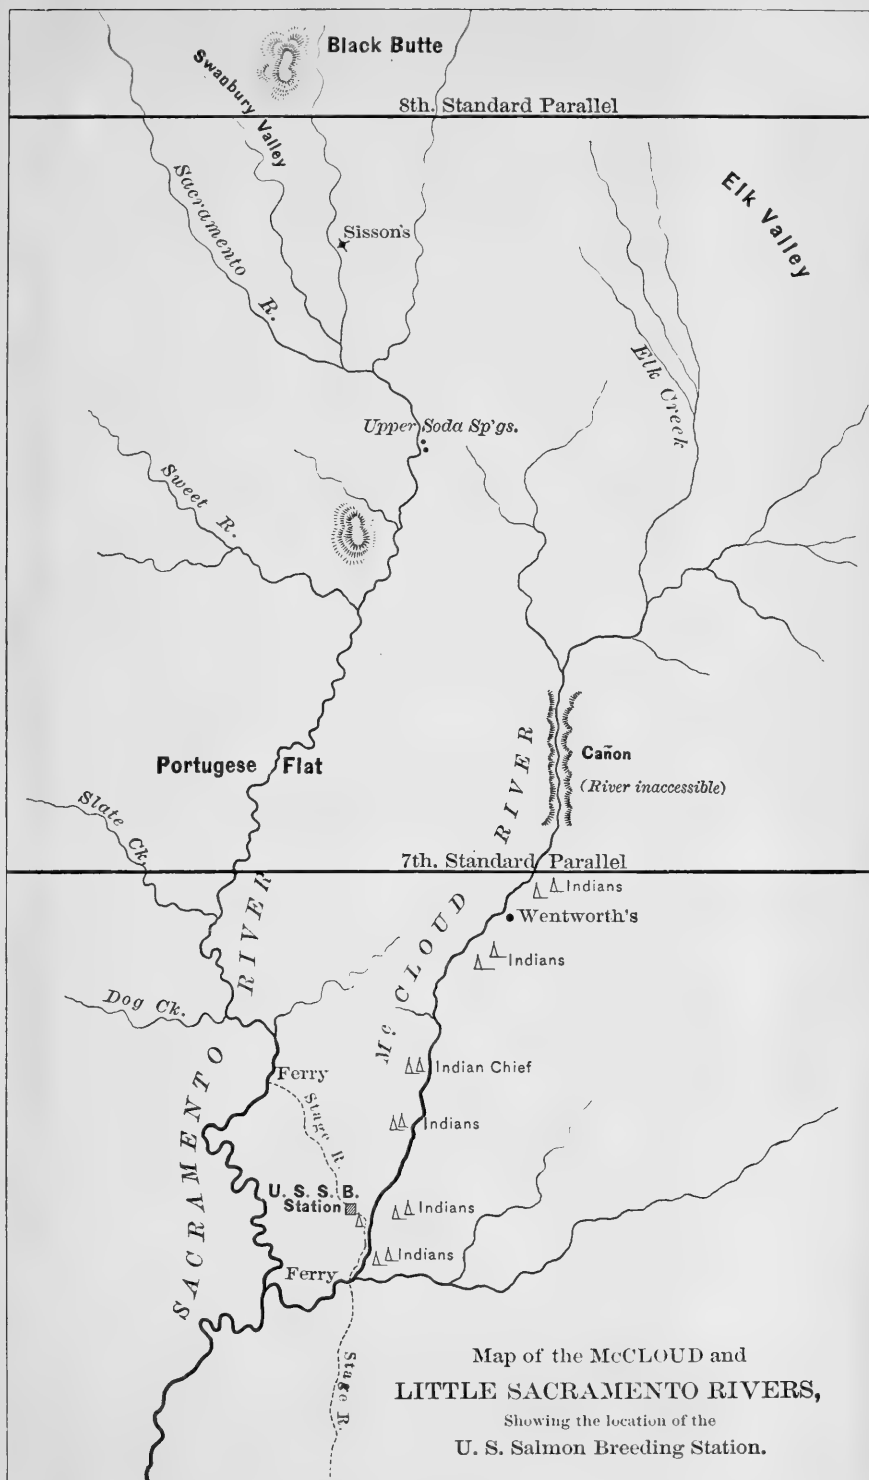 Black Butte
Swanbury Valley
8th. Standard Parallel
Elk Valley
Sacramento R.
Sisson's
Elk Creek
Upper Soda Sp'gs.
Sweet R.
Portugese Flat
Cañon
(River inaccessible)
Slate Ck.
7th. Standard Parallel
Indians
Wentworth's
Indians
Mc. CLOUD RIVER
Dog Ck.
SACRAMENTO RIVER
Indian Chief
Ferry
Stage R.
Indians
U. S. S. B.
Station
Indians
Indians
Ferry
Stage R.
Map of the McCLOUD and
LITTLE SACRAMENTO RIVERS,
Showing the location of the
U. S. Salmon Breeding Station.